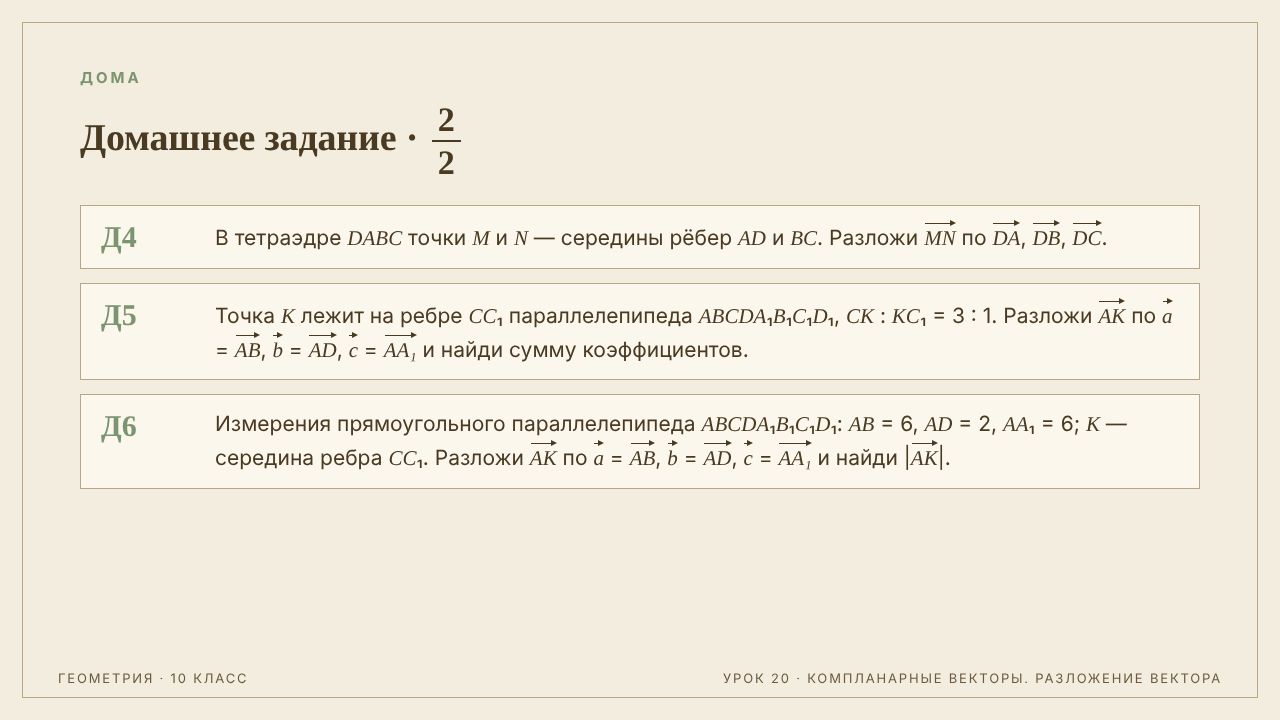 ДОМА
Домашнее задание · 2/2
Д4
В тетраэдре DABC точки M и N — середины рёбер AD и BC. Разложи MN⃗ по DA⃗, DB⃗, DC⃗.
Д5
Точка K лежит на ребре CC₁ параллелепипеда ABCDA₁B₁C₁D₁, CK : KC₁ = 3 : 1. Разложи AK⃗ по a⃗
= AB⃗, b⃗ = AD⃗, c⃗ = AA₁⃗ и найди сумму коэффициентов.
Д6
Измерения прямоугольного параллелепипеда ABCDA₁B₁C₁D₁: AB = 6, AD = 2, AA₁ = 6; K —
середина ребра CC₁. Разложи AK⃗ по a⃗ = AB⃗, b⃗ = AD⃗, c⃗ = AA₁⃗ и найди |AK⃗|.
ГЕОМЕТРИЯ · 10 КЛАСС
УРОК 20 · КОМПЛАНАРНЫЕ ВЕКТОРЫ. РАЗЛОЖЕНИЕ ВЕКТОРА